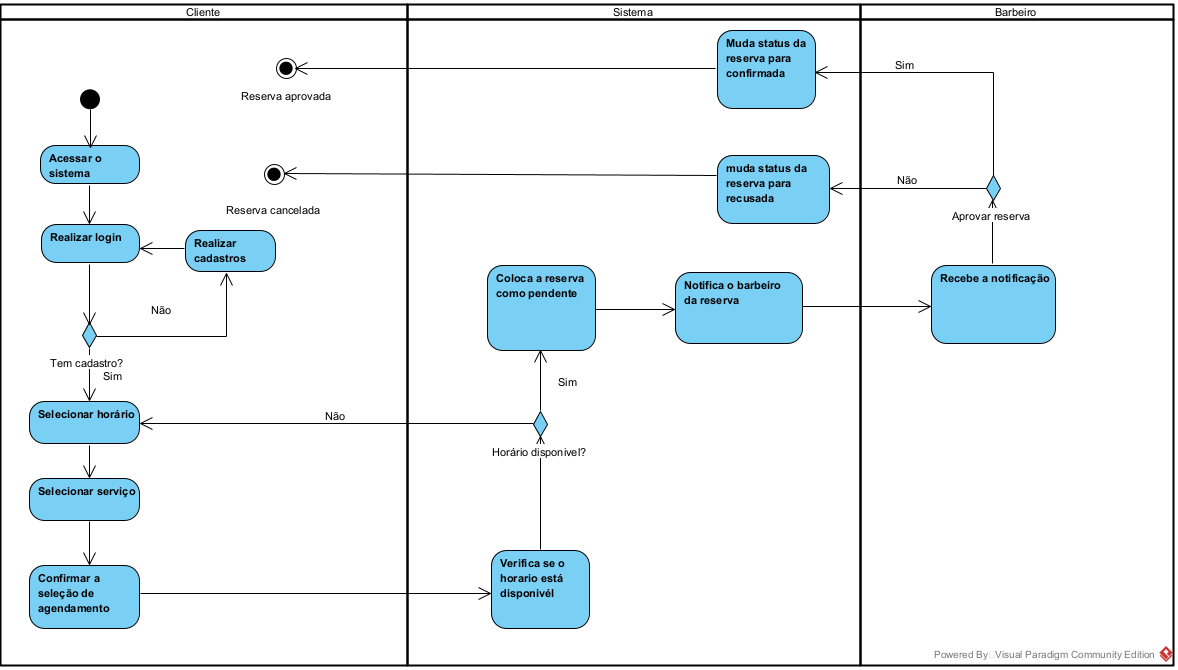 Cliente
Sistema
Barbeiro
Reserva aprovada
Muda status da
reserva para
confirmada
Sim
Acessar o
sistema
Reserva cancelada
muda status da
reserva para
recusada
Não
Aprovar reserva
Realizar login
Realizar
cadastros
Não
Tem cadastro?
Sim
Coloca a reserva
como pendente
Notifica o barbeiro
da reserva
Recebe a notificação
Sim
Selecionar horário
Não
Horário disponivel?
Selecionar serviço
Confirmar a
seleção de
agendamento
Verifica se o
horario está
disponivél
Powered By Visual Paradigm Community Edition